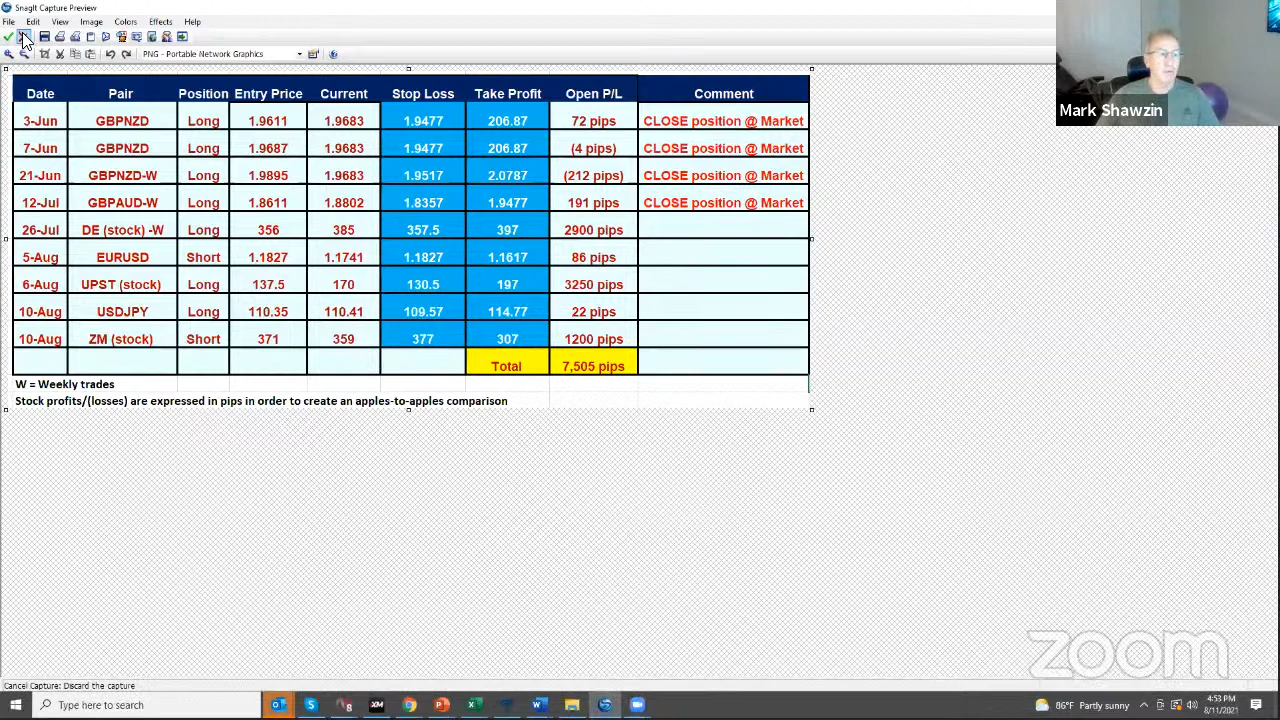 SnagIt Capture Preview
File Edit View Image Colors Effects Help
PNG - Portable Network Graphics
Mark Shawzin
Date Pair Position Entry Price Current Stop Loss Take Profit Open P/L Comment
3-Jun GBPNZD Long 1.9611 1.9683 1.9477 206.87 72 pips CLOSE position @ Market
7-Jun GBPNZD Long 1.9687 1.9683 1.9477 206.87 (4 pips) CLOSE position @ Market
21-Jun GBPNZD-W Long 1.9895 1.9683 1.9517 2.0787 (212 pips) CLOSE position @ Market
12-Jul GBPAUD-W Long 1.8611 1.8802 1.8357 1.9477 191 pips CLOSE position @ Market
26-Jul DE (stock) -W Long 356 385 357.5 397 2900 pips
5-Aug EURUSD Short 1.1827 1.1741 1.1827 1.1617 86 pips
6-Aug UPST (stock) Long 137.5 170 130.5 197 3250 pips
10-Aug USDJPY Long 110.35 110.41 109.57 114.77 22 pips
10-Aug ZM (stock) Short 371 359 377 307 1200 pips
Total 7,505 pips
W = Weekly trades
Stock profits/(losses) are expressed in pips in order to create an apples-to-apples comparison
zoom
Cancel Capture: Discard the capture
Type here to search
86°F Partly sunny
4:53 PM
8/11/2021